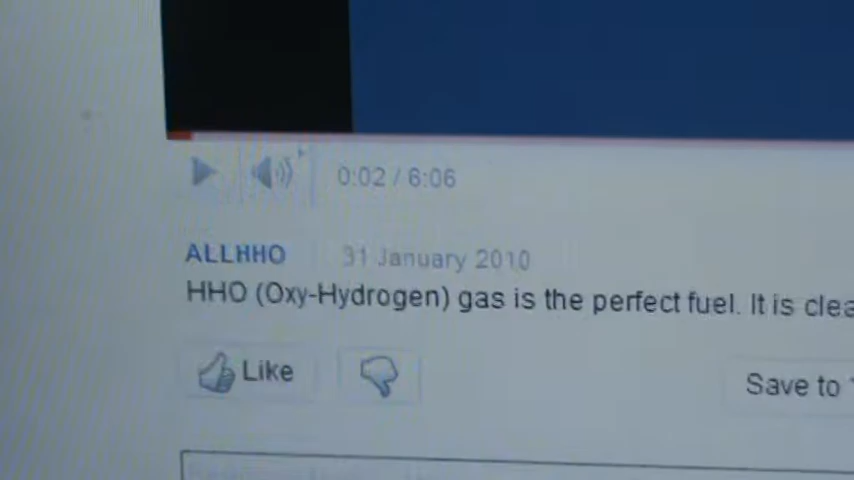 0:02 / 6:06
ALLHHO 31 January 2010
HHO (Oxy-Hydrogen) gas is the perfect fuel. It is clea
Like
Save to